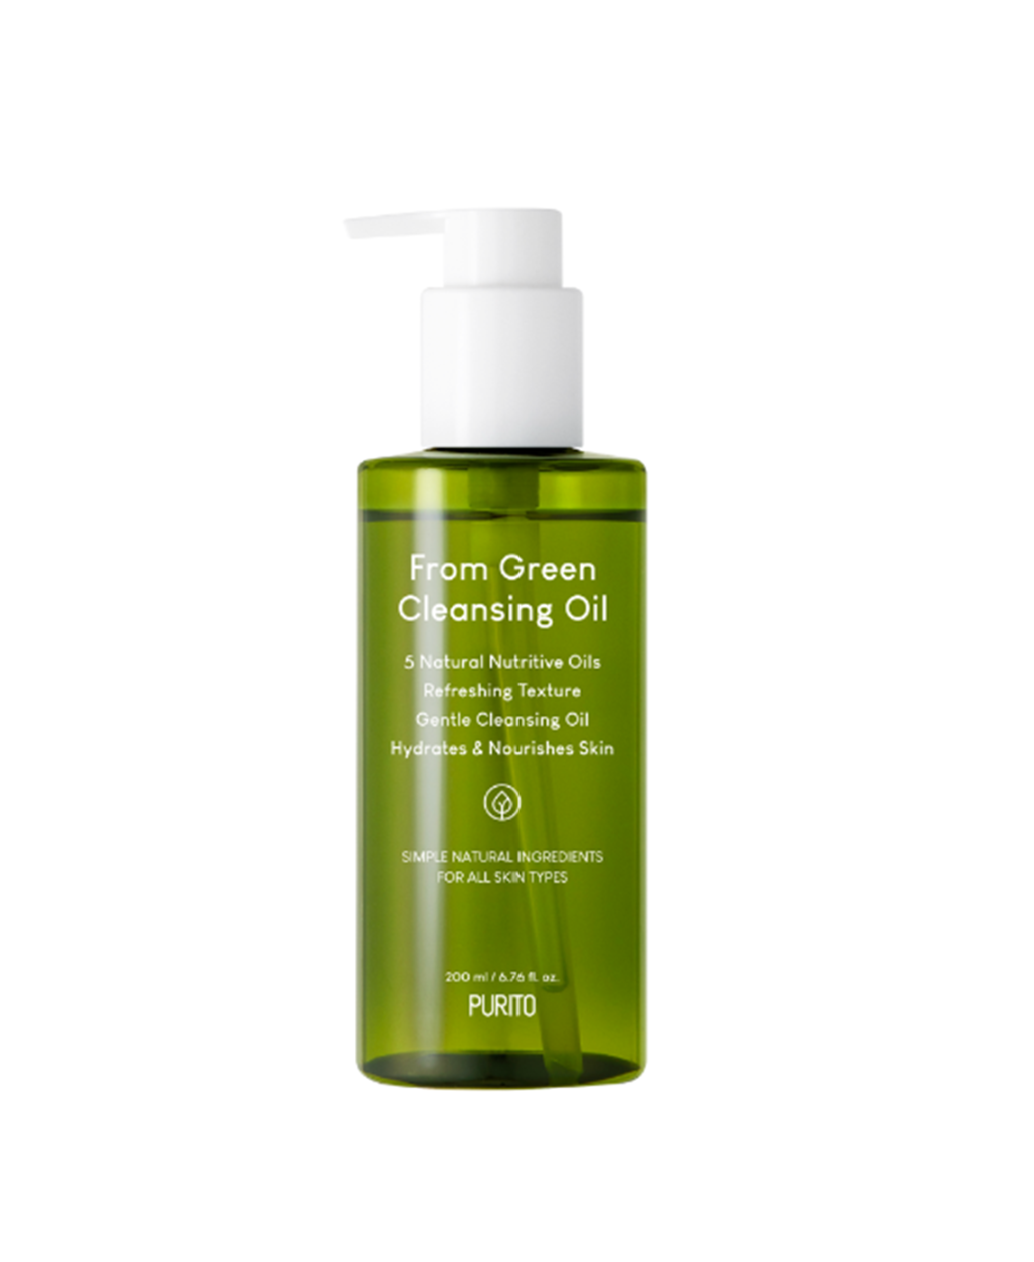 From Green
Cleansing Oil
5 Natural Nutritive Oils
Refreshing Texture
Gentle Cleansing Oil
Hydrates & Nourishes Skin
SIMPLE NATURAL INGREDIENTS
FOR ALL SKIN TYPES
200 ml / 6.76 fl. oz.
PURITO